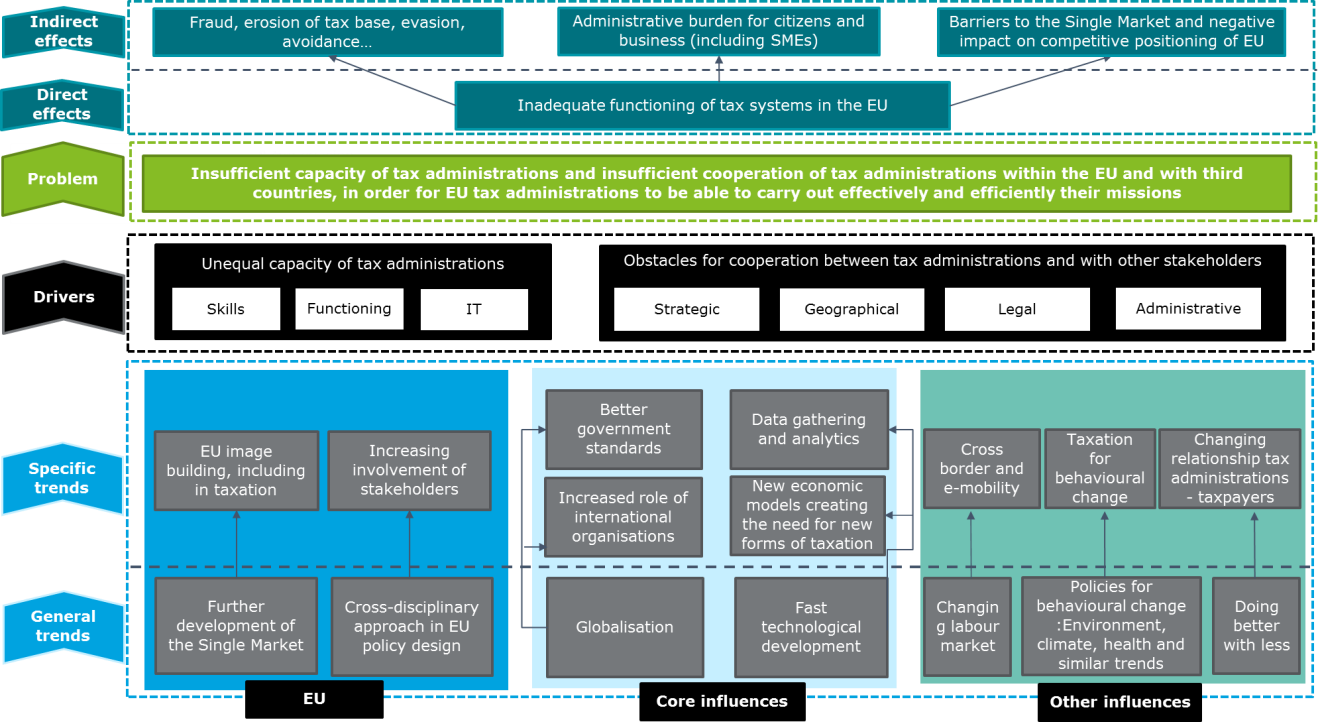 Indirect
effects
Fraud, erosion of tax base, evasion,
avoidance…
Administrative burden for citizens and
business (including SMEs)
Barriers to the Single Market and negative
impact on competitive positioning of EU
Direct
effects
Inadequate functioning of tax systems in the EU
Problem
Insufficient capacity of tax administrations and insufficient cooperation of tax administrations within the EU and with third
countries, in order for EU tax administrations to be able to carry out effectively and efficiently their missions
Drivers
Unequal capacity of tax administrations
Skills
Functioning
IT
Obstacles for cooperation between tax administrations and with other stakeholders
Strategic
Geographical
Legal
Administrative
Specific
trends
EU image
building, including
in taxation
Increasing
involvement of
stakeholders
Better
government
standards
Data gathering
and analytics
Increased role of
international
organisations
New economic
models creating
the need for new
forms of taxation
Cross
border and
e-mobility
Taxation
for
behavioural
change
Changing
relationship tax
administrations
- taxpayers
General
trends
Further
development of
the Single Market
Cross-disciplinary
approach in EU
policy design
Globalisation
Fast
technological
development
Changin
g labour
market
Policies for
behavioural change
:Environment,
climate, health and
similar trends
Doing
better
with less
EU
Core influences
Other influences